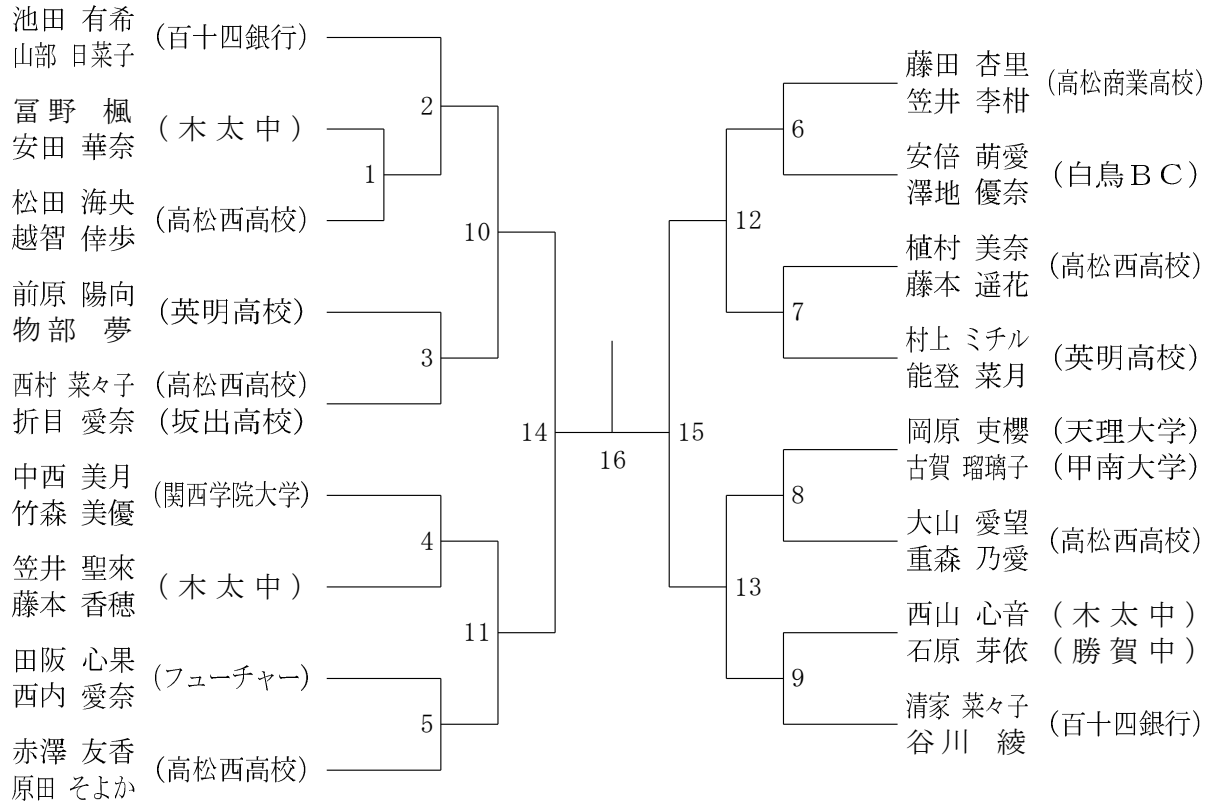 池田 有希 (百十四銀行)
山部 日菜子
冨野 楓 (木太中)
安田 華奈
松田 海央 (高松西高校)
越智 倖歩
前原 陽向 (英明高校)
物部 夢
西村 菜々子 (高松西高校)
折目 愛奈 (坂出高校)
中西 美月 (関西学院大学)
竹森 美優
笠井 聖來 (木太中)
藤本 香穂
田阪 心果 (フューチャー)
西内 愛奈
赤澤 友香 (高松西高校)
原田 そよか
2
1
10
3
14
4
11
5
16
15
6
12
7
8
13
9
藤田 杏里 (高松商業高校)
笠井 李柑
安倍 萌愛 (白鳥BC)
澤地 優奈
植村 美奈 (高松西高校)
藤本 遥花
村上 ミチル (英明高校)
能登 菜月
岡原 吏櫻 (天理大学)
古賀 瑠璃子 (甲南大学)
大山 愛望 (高松西高校)
重森 乃愛
西山 心音 (木太中)
石原 芽依 (勝賀中)
清家 菜々子 (百十四銀行)
谷川 綾